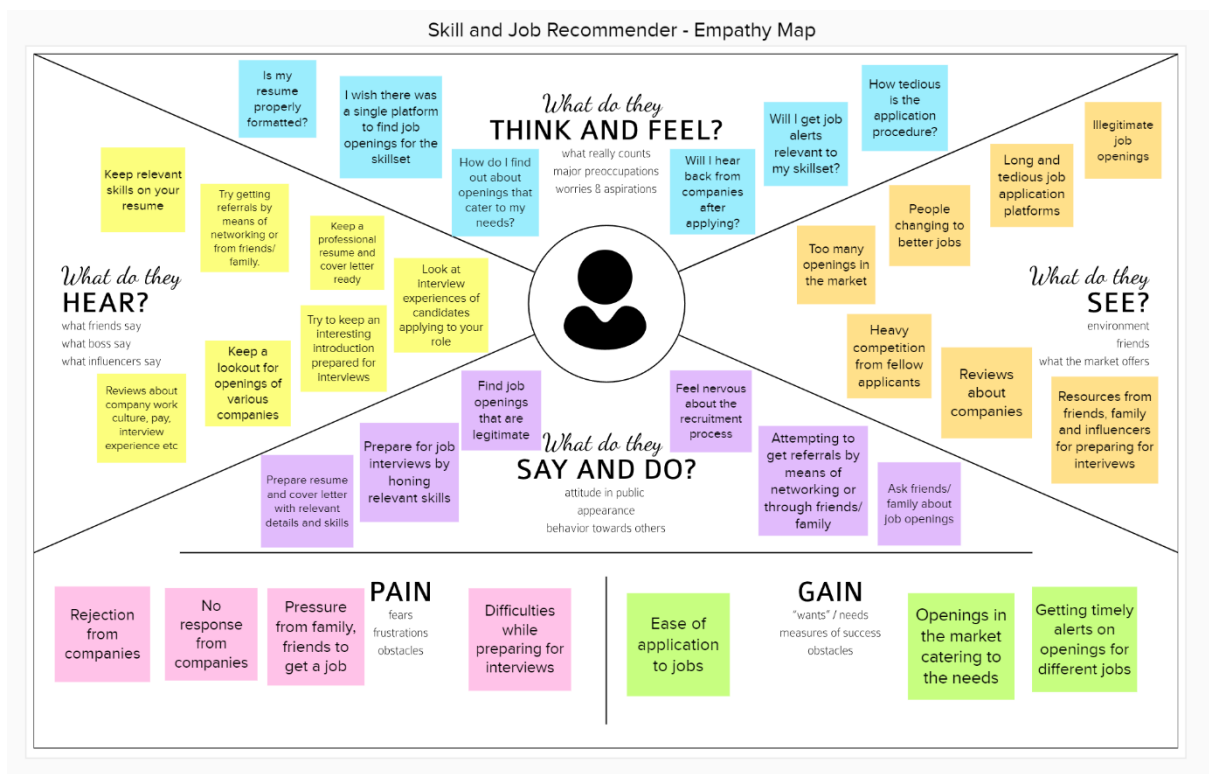 Skill and Job Recommender - Empathy Map
Is my
resume
properly
formatted?
I wish there was
a single platform
to find job
openings for the
skillset
How do I find
out about
openings that
cater to my
needs?
What do they
THINK AND FEEL?
what really counts
major preoccupations
worries & aspirations
Will I hear
back from
companies
after
applying?
Will I get job
alerts
relevant to
my skillset?
How tedious
is the
application
procedure?
Keep relevant
skills on your
resume
Try getting
referrals by
means of
networking or
from friends/
family.
Keep a
professional
resume and
cover letter
ready
Look at
interview
experiences of
candidates
applying to your
role
What do they
HEAR?
what friends say
what boss say
what influencers say
Try to keep an
interesting
introduction
prepared for
Interviews
Keep a
lookout for
openings of
various
companies
Reviews about
company work
culture, pay,
interview
experience etc
Illegitimate
job
openings
Long and
tedious job
application
platforms
People
changing to
better jobs
Too many
openings in
the market
What do they
SEE?
environment
friends
what the market offers
Heavy
competition
from fellow
applicants
Reviews
about
companies
Resources from
friends, family
and influencers
for preparing for
interivews
Find job
openings
that are
legitimate
Prepare for job
interviews by
honing
relevant skills
Prepare resume
and cover letter
with relevant
details and skills
What do they
SAY AND DO?
attitude in public
appearance
behavior towards others
Feel nervous
about the
recruitment
process
Attempting to
get referrals by
means of
networking or
through friends/
family
Ask friends/
family about
job openings
PAIN
fears
frustrations
obstacles
Rejection
from
companies
No
response
from
companies
Pressure
from family,
friends to
get a job
Difficulties
while
preparing for
interviews
GAIN
"wants" / needs
measures of success
obstacles
Ease of
application
to jobs
Openings in
the market
catering to
the needs
Getting timely
alerts on
openings for
different jobs